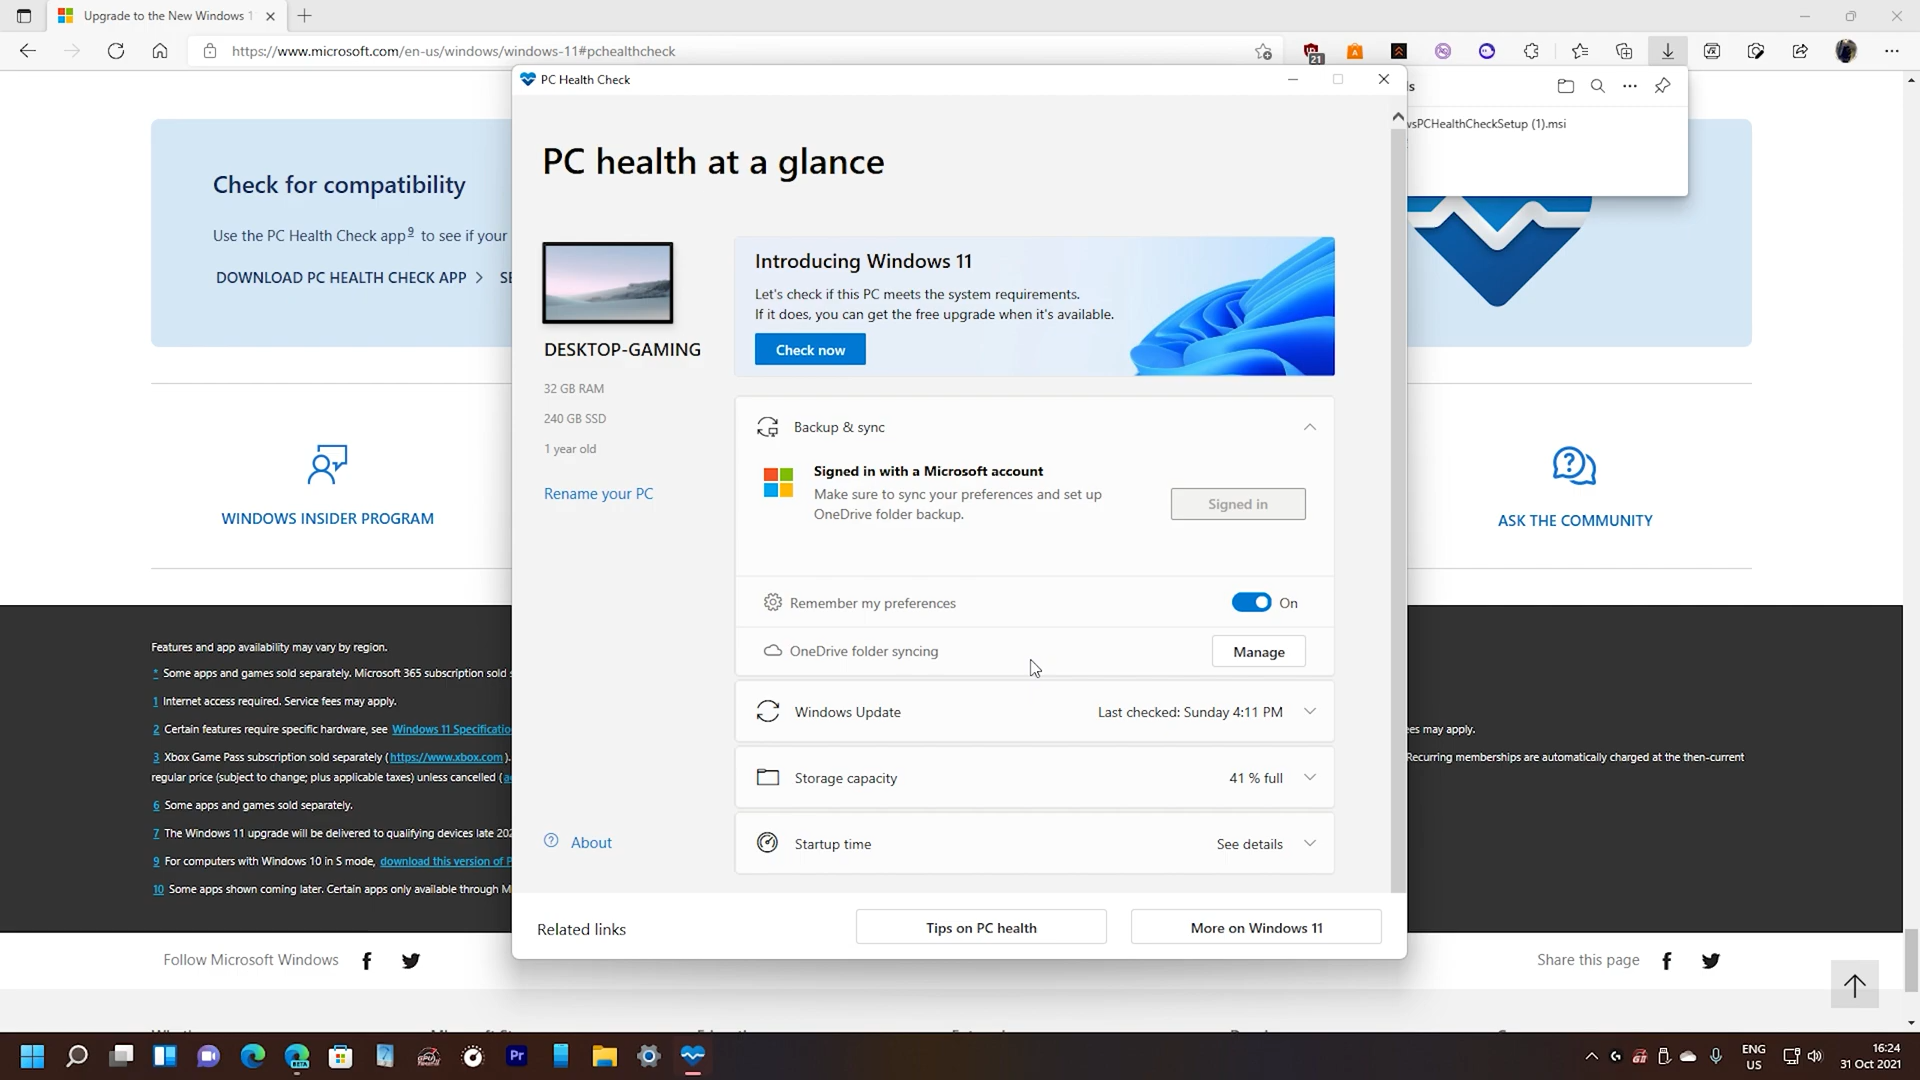 Upgrade to the New Windows 1
https://www.microsoft.com/en-us/windows/windows-11#pchealthcheck
21
PC Health Check
PC health at a glance
DESKTOP-GAMING
32 GB RAM
240 GB SSD
1 year old
Rename your PC
About
Introducing Windows 11
Let's check if this PC meets the system requirements.
If it does, you can get the free upgrade when it's available.
Check now
Backup & sync
Signed in with a Microsoft account
Make sure to sync your preferences and set up
OneDrive folder backup.
Signed in
Remember my preferences
On
OneDrive folder syncing
Manage
Windows Update
Last checked: Sunday 4:11 PM
Storage capacity
41 % full
Startup time
See details
Related links
Tips on PC health
More on Windows 11
ls
wsPCHealthCheckSetup (1).msi
Check for compatibility
Use the PC Health Check app9 to see if your
DOWNLOAD PC HEALTH CHECK APP > SE
WINDOWS INSIDER PROGRAM
ASK THE COMMUNITY
Features and app availability may vary by region.
* Some apps and games sold separately. Microsoft 365 subscription sold s
1 Internet access required. Service fees may apply.
2 Certain features require specific hardware, see Windows 11 Specificatio
es may apply.
3 Xbox Game Pass subscription sold separately (https://www.xbox.com).
Recurring memberships are automatically charged at the then-current
regular price (subject to change; plus applicable taxes) unless cancelled (a
6 Some apps and games sold separately.
7 The Windows 11 upgrade will be delivered to qualifying devices late 202
9 For computers with Windows 10 in S mode, download this version of P
10 Some apps shown coming later. Certain apps only available through M
Follow Microsoft Windows
Share this page
BETA
Pr
ENG
US
16:24
31 Oct 2021